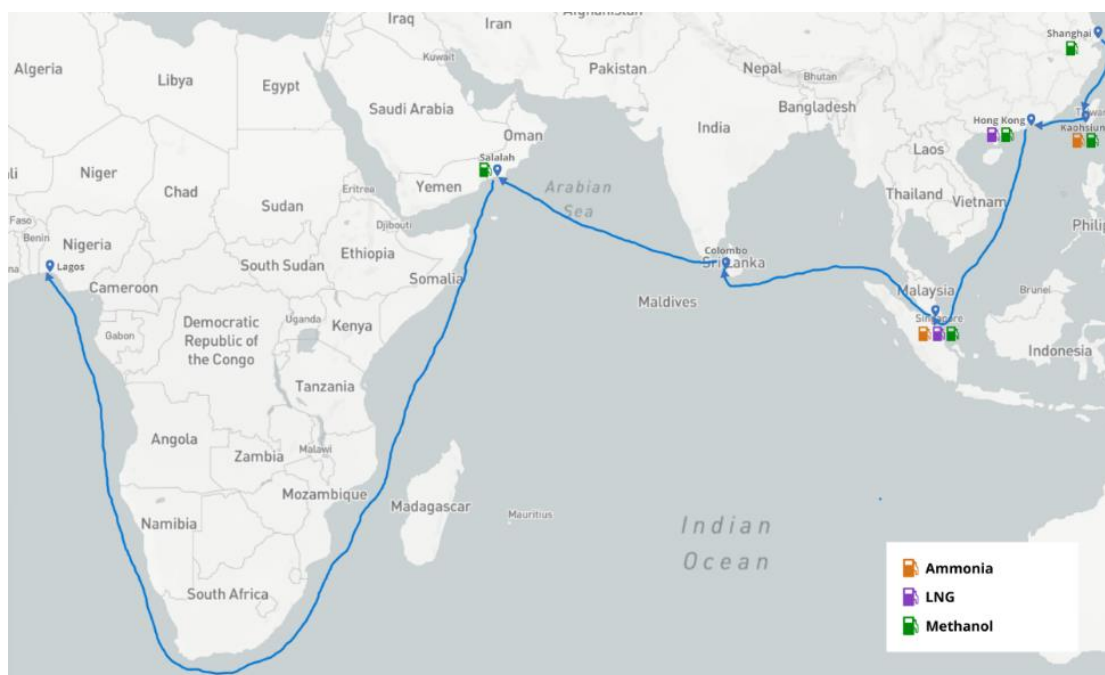 Iraq
Iran
Afghanistan
Shanghai
Algeria
Libya
Egypt
Kuwait
Pakistan
Nepal
Bhutan
Saudi Arabia
Bangladesh
Hong Kong
Taiwan
Kaohsiung
Oman
India
Laos
Salalah
Niger
Chad
Sudan
Eritrea
Yemen
Arabian
Sea
Thailand
Vietnam
Faso
Benin
Nigeria
Djibouti
Ethiopia
Philip
Lagos
South Sudan
Somalia
Colombo
Sri Lanka
Cameroon
Maldives
Malaysia
Brunei
Singapore
Uganda
Kenya
Gabon
Democratic
Republic of
the Congo
Indonesia
Tanzania
Angola
Malawi
Zambia
Mozambique
Madagascar
Mauritius
Namibia
Indian
Ocean
South Africa
Ammonia
LNG
Methanol